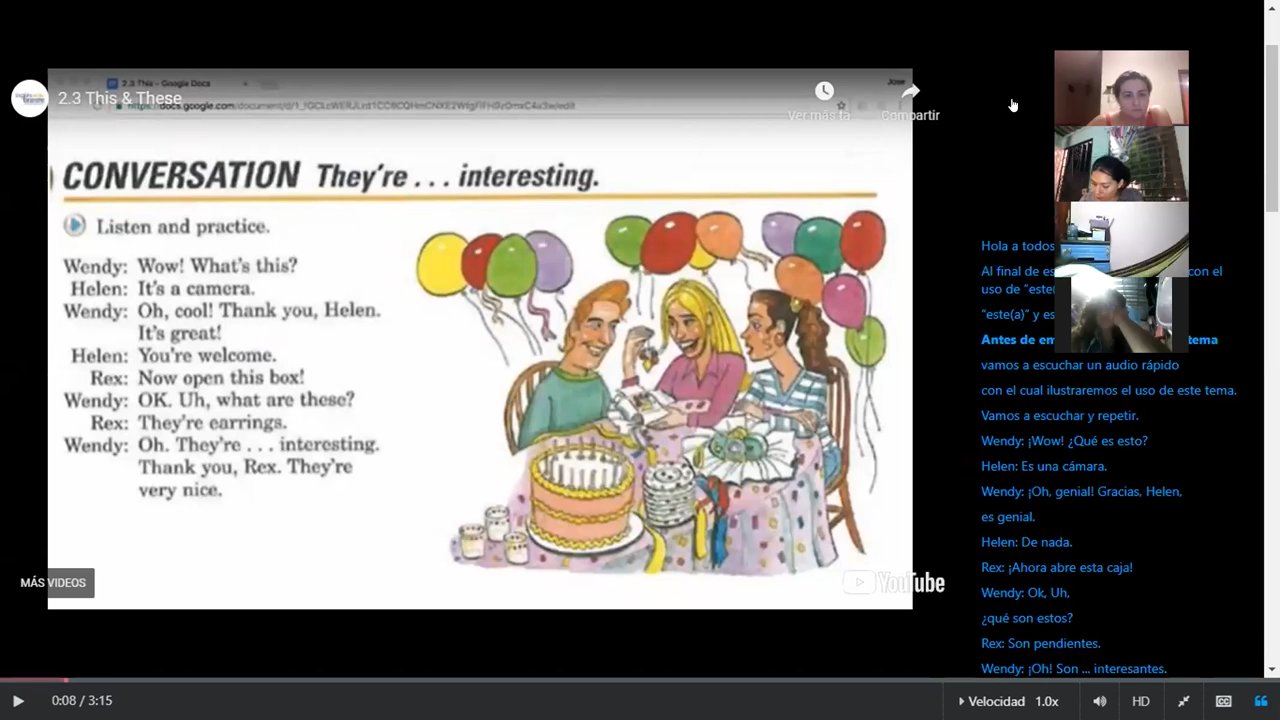 2.3 This - Google Docs
Jose
2.3 This & These
Ver más ta
Compartir
CONVERSATION They're . . . interesting.
Listen and practice.
Wendy: Wow! What's this?
Helen: It's a camera.
Wendy: Oh, cool! Thank you, Helen.
It's great!
Helen: You're welcome.
Rex: Now open this box!
Wendy: OK. Uh, what are these?
Rex: They're earrings.
Wendy: Oh. They're . . . interesting.
Thank you, Rex. They're
very nice.
MÁS VIDEOS
YouTube
Hola a todos
Al final de es
con el
uso de “este
“este(a)” y es
Antes de em
tema
vamos a escuchar un audio rápido
con el cual ilustraremos el uso de este tema.
Vamos a escuchar y repetir.
Wendy: ¡Wow! ¿Qué es esto?
Helen: Es una cámara.
Wendy: ¡Oh, genial! Gracias, Helen,
es genial.
Helen: De nada.
Rex: ¡Ahora abre esta caja!
Wendy: Ok, Uh,
¿qué son estos?
Rex: Son pendientes.
Wendy: ¡Oh! Son ... interesantes.
0:08 / 3:15
Velocidad 1.0x
HD
CC